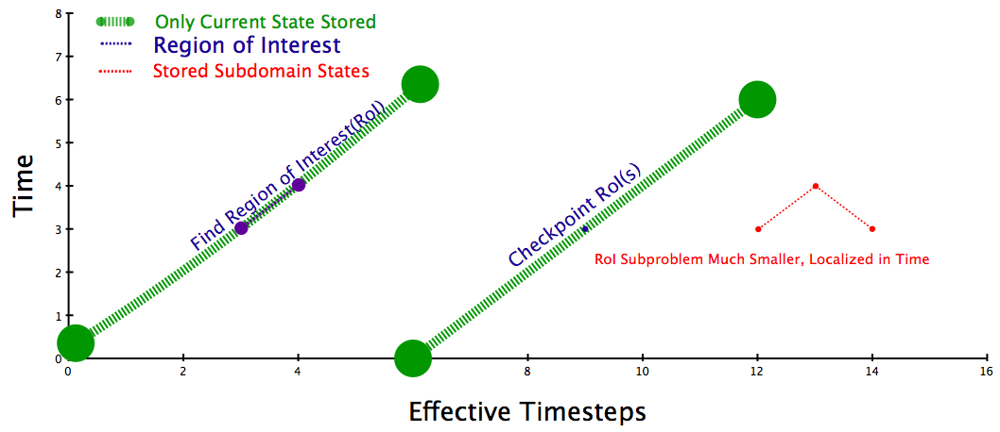 Only Current State Stored
Region of Interest
Stored Subdomain States
8
7
6
5
4
3
2
1
0
Time
Find Region of Interest(RoI)
Checkpoint RoI(s)
RoI Subproblem Much Smaller, Localized in Time
0
2
4
8
10
12
14
16
Effective Timesteps